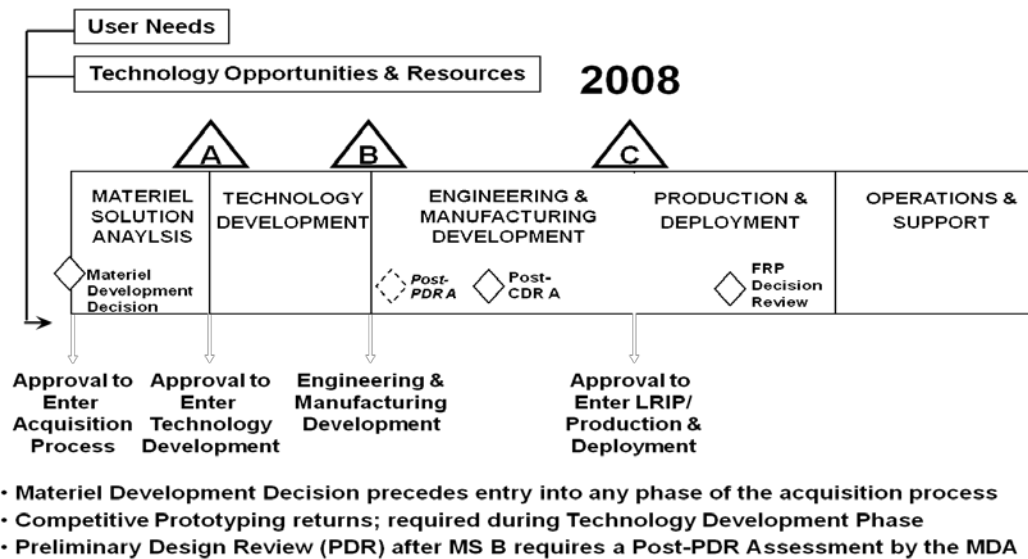 User Needs
Technology Opportunities & Resources
2008
A
B
C
MATERIEL
SOLUTION
ANAYLSIS
TECHNOLOGY
DEVELOPMENT
ENGINEERING &
MANUFACTURING
DEVELOPMENT
PRODUCTION &
DEPLOYMENT
OPERATIONS &
SUPPORT
Materiel
Development
Decision
Post-
PDR A
Post-
CDR A
FRP
Decision
Review
Approval to
Enter
Acquisition
Process
Approval to
Enter
Technology
Development
Engineering &
Manufacturing
Development
Approval to
Enter LRIP/
Production &
Deployment
• Materiel Development Decision precedes entry into any phase of the acquisition process
• Competitive Prototyping returns; required during Technology Development Phase
• Preliminary Design Review (PDR) after MS B requires a Post-PDR Assessment by the MDA